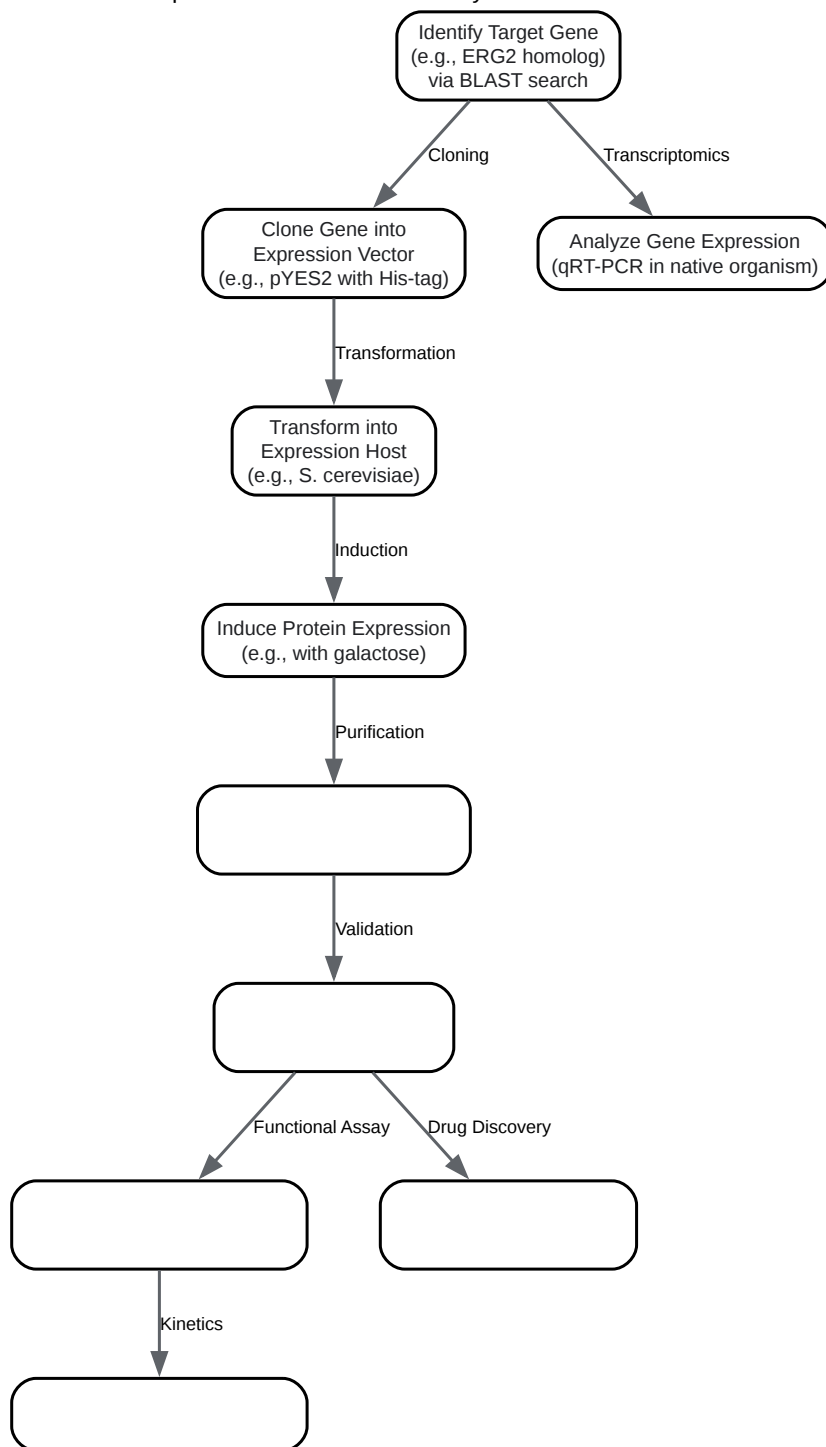 Identify Target Gene
(e.g., ERG2 homolog)
via BLAST search
Cloning
Transcriptomics
Clone Gene into
Expression Vector
(e.g., pYES2 with His-tag)
Analyze Gene Expression
(qRT-PCR in native organism)
Transformation
Transform into
Expression Host
(e.g., S. cerevisiae)
Induction
Induce Protein Expression
(e.g., with galactose)
Purification
Validation
Functional Assay
Drug Discovery
Kinetics